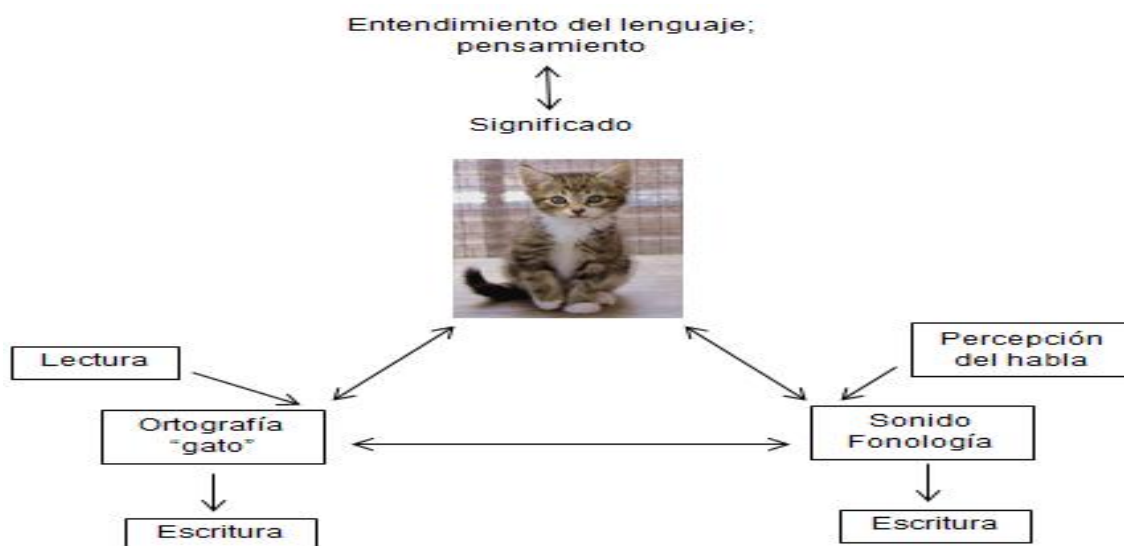 Entendimiento del lenguaje;
pensamiento
Significado
Lectura
Percepción
del habla
Ortografía
“gato”
Sonido
Fonología
Escritura
Escritura